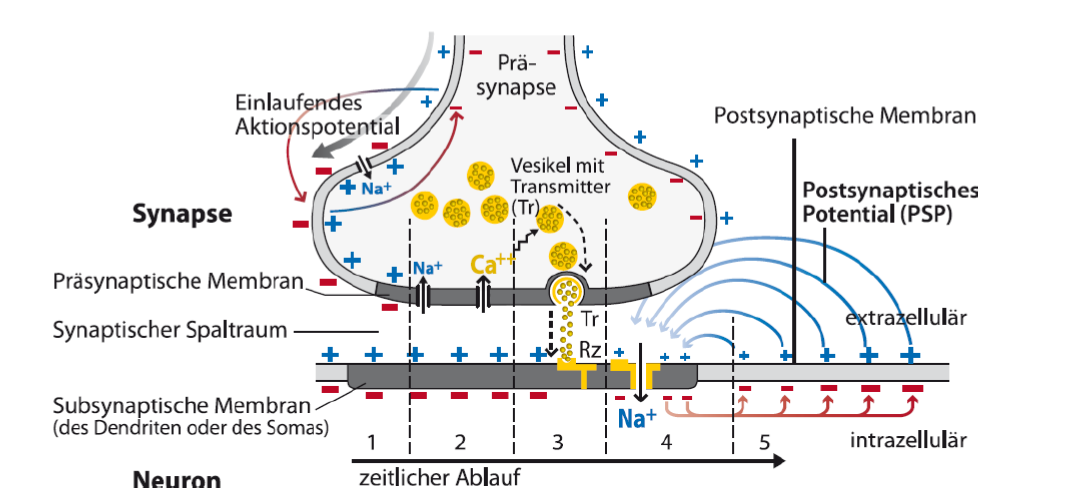 Prä-
synapse
Einlaufendes
Aktionspotential
Na⁺
Vesikel mit
Transmitter
(Tr)
Postsynaptische Membran
Postsynaptisches
Potential (PSP)
Synapse
Na⁺
Ca⁺⁺
Präsynaptische Membran
Synaptischer Spaltraum
Tr
Rz
extrazellulär
Subsynaptische Membran
(des Dendriten oder des Somas)
Na⁺
intrazellulär
1 2 3 4 5
zeitlicher Ablauf
Neuron